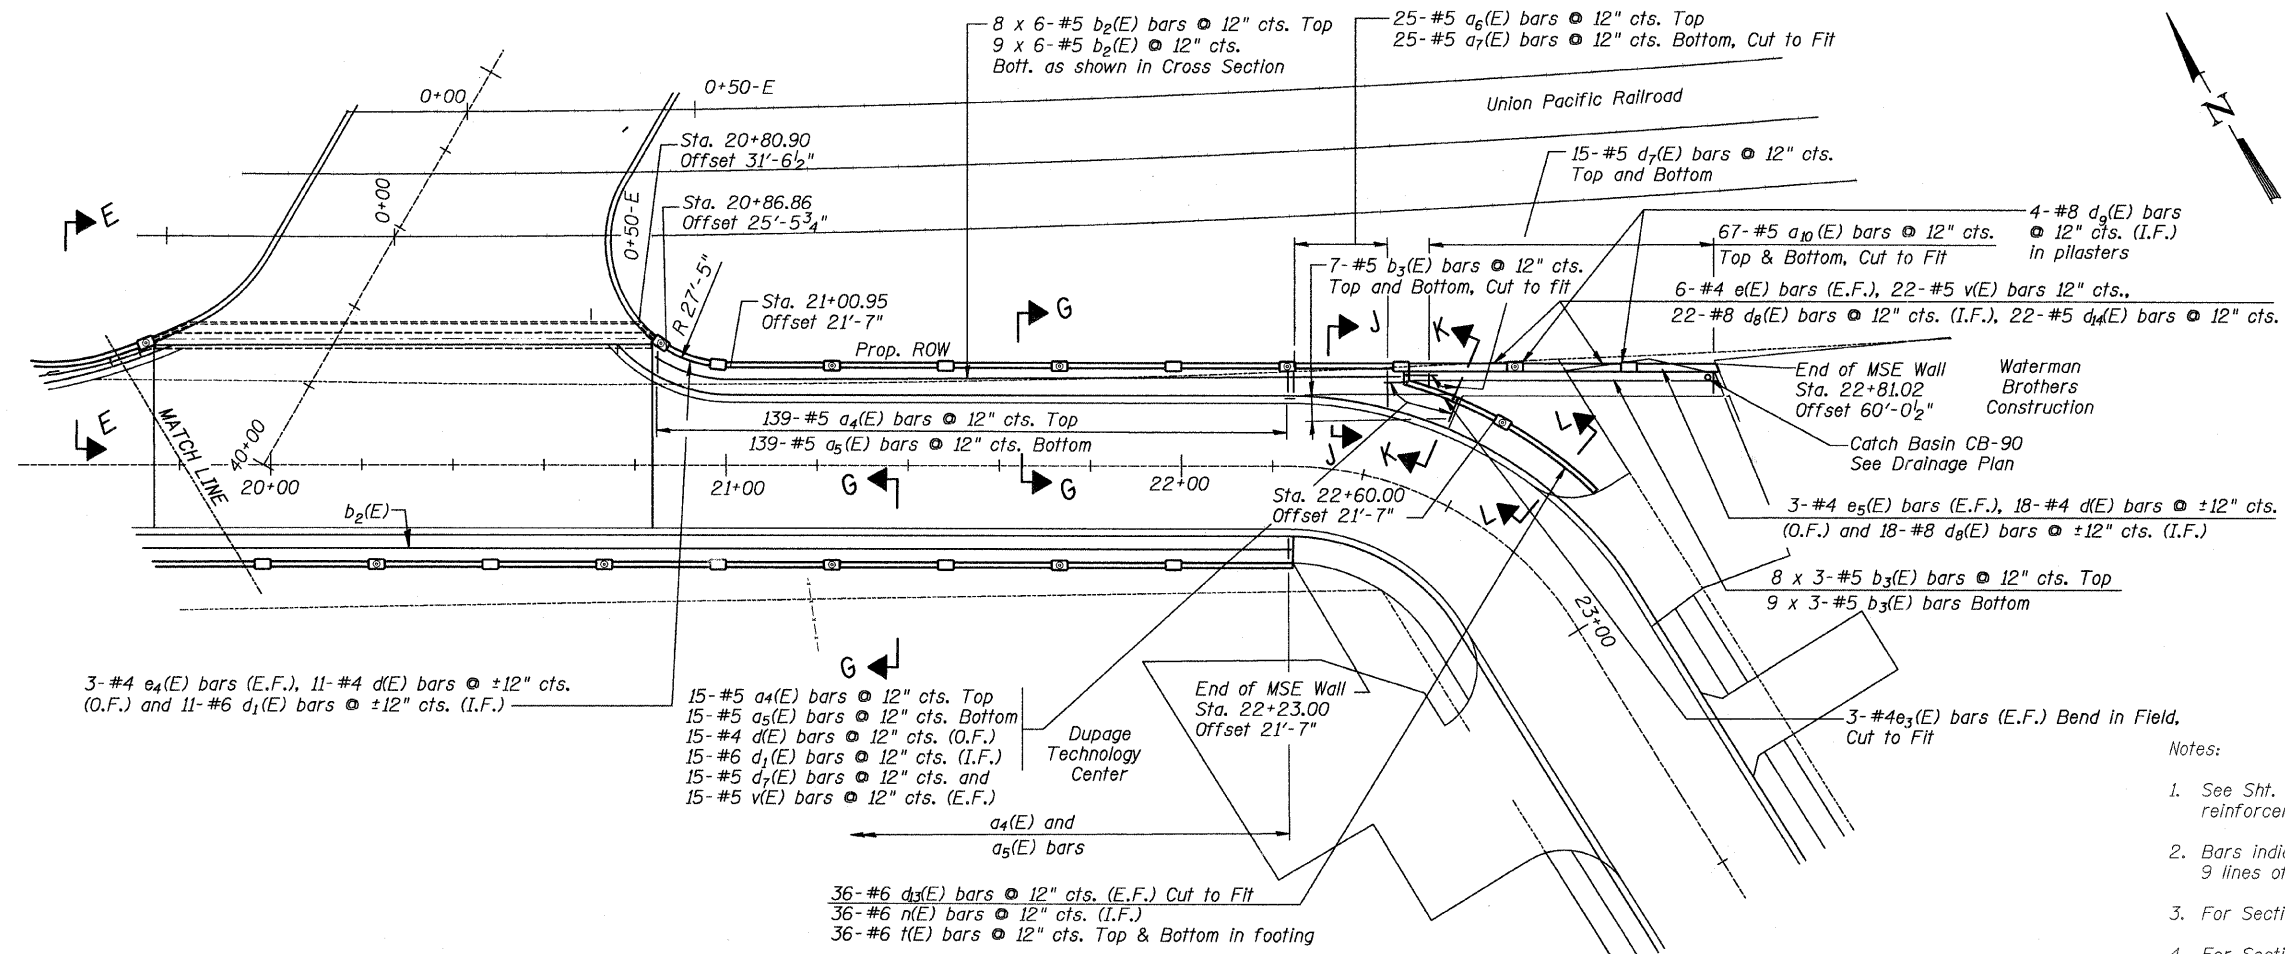 8 x 6-#5 b2(E) bars @ 12" cts. Top
9 x 6-#5 b2(E) @ 12" cts.
Bott. as shown in Cross Section
25-#5 a6(E) bars @ 12" cts. Top
25-#5 a7(E) bars @ 12" cts. Bottom, Cut to Fit
0+00
0+50-E
Union Pacific Railroad
N
Sta. 20+80.90
Offset 31'-6½"
15-#5 d7(E) bars @ 12" cts.
Top and Bottom
0+00
0+50-E
Sta. 20+86.86
Offset 25'-5¾"
E
4-#8 d9(E) bars
@ 12" cts. (I.F.)
in pilasters
67-#5 a10(E) bars @ 12" cts.
Top & Bottom, Cut to Fit
7-#5 b3(E) bars @ 12" cts.
Top and Bottom, Cut to fit
6-#4 e(E) bars (E.F.), 22-#5 v(E) bars 12" cts.,
22-#8 d8(E) bars @ 12" cts. (I.F.), 22-#5 d14(E) bars @ 12" cts.
R 27'-5"
Sta. 21+00.95
Offset 21'-7"
G
J
K
Prop. ROW
End of MSE Wall
Sta. 22+81.02
Offset 60'-0½"
Waterman
Brothers
Construction
E
MATCH LINE
40+00
139-#5 a4(E) bars @ 12" cts. Top
139-#5 a5(E) bars @ 12" cts. Bottom
J
K
L
Catch Basin CB-90
See Drainage Plan
20+00
21+00
G
G
22+00
Sta. 22+60.00
Offset 21'-7"
L
b2(E)
3-#4 e5(E) bars (E.F.), 18-#4 d(E) bars @ ±12" cts.
(O.F.) and 18-#8 d8(E) bars @ ±12" cts. (I.F.)
8 x 3-#5 b3(E) bars @ 12" cts. Top
9 x 3-#5 b3(E) bars Bottom
23+00
G
3-#4 e4(E) bars (E.F.), 11-#4 d(E) bars @ ±12" cts.
(O.F.) and 11-#6 d1(E) bars @ ±12" cts. (I.F.)
15-#5 a4(E) bars @ 12" cts. Top
15-#5 a5(E) bars @ 12" cts. Bottom
15-#4 d(E) bars @ 12" cts. (O.F.)
15-#6 d1(E) bars @ 12" cts. (I.F.)
15-#5 d7(E) bars @ 12" cts. and
15-#5 v(E) bars @ 12" cts. (E.F.)
Dupage
Technology
Center
End of MSE Wall
Sta. 22+23.00
Offset 21'-7"
3-#4e3(E) bars (E.F.) Bend in Field,
Cut to Fit
a4(E) and
a5(E) bars
36-#6 d13(E) bars @ 12" cts. (E.F.) Cut to Fit
36-#6 n(E) bars @ 12" cts. (I.F.)
36-#6 t(E) bars @ 12" cts. Top & Bottom in footing
Notes:
1. See Sht.
2. Bars
9 lines
3. For
4. For